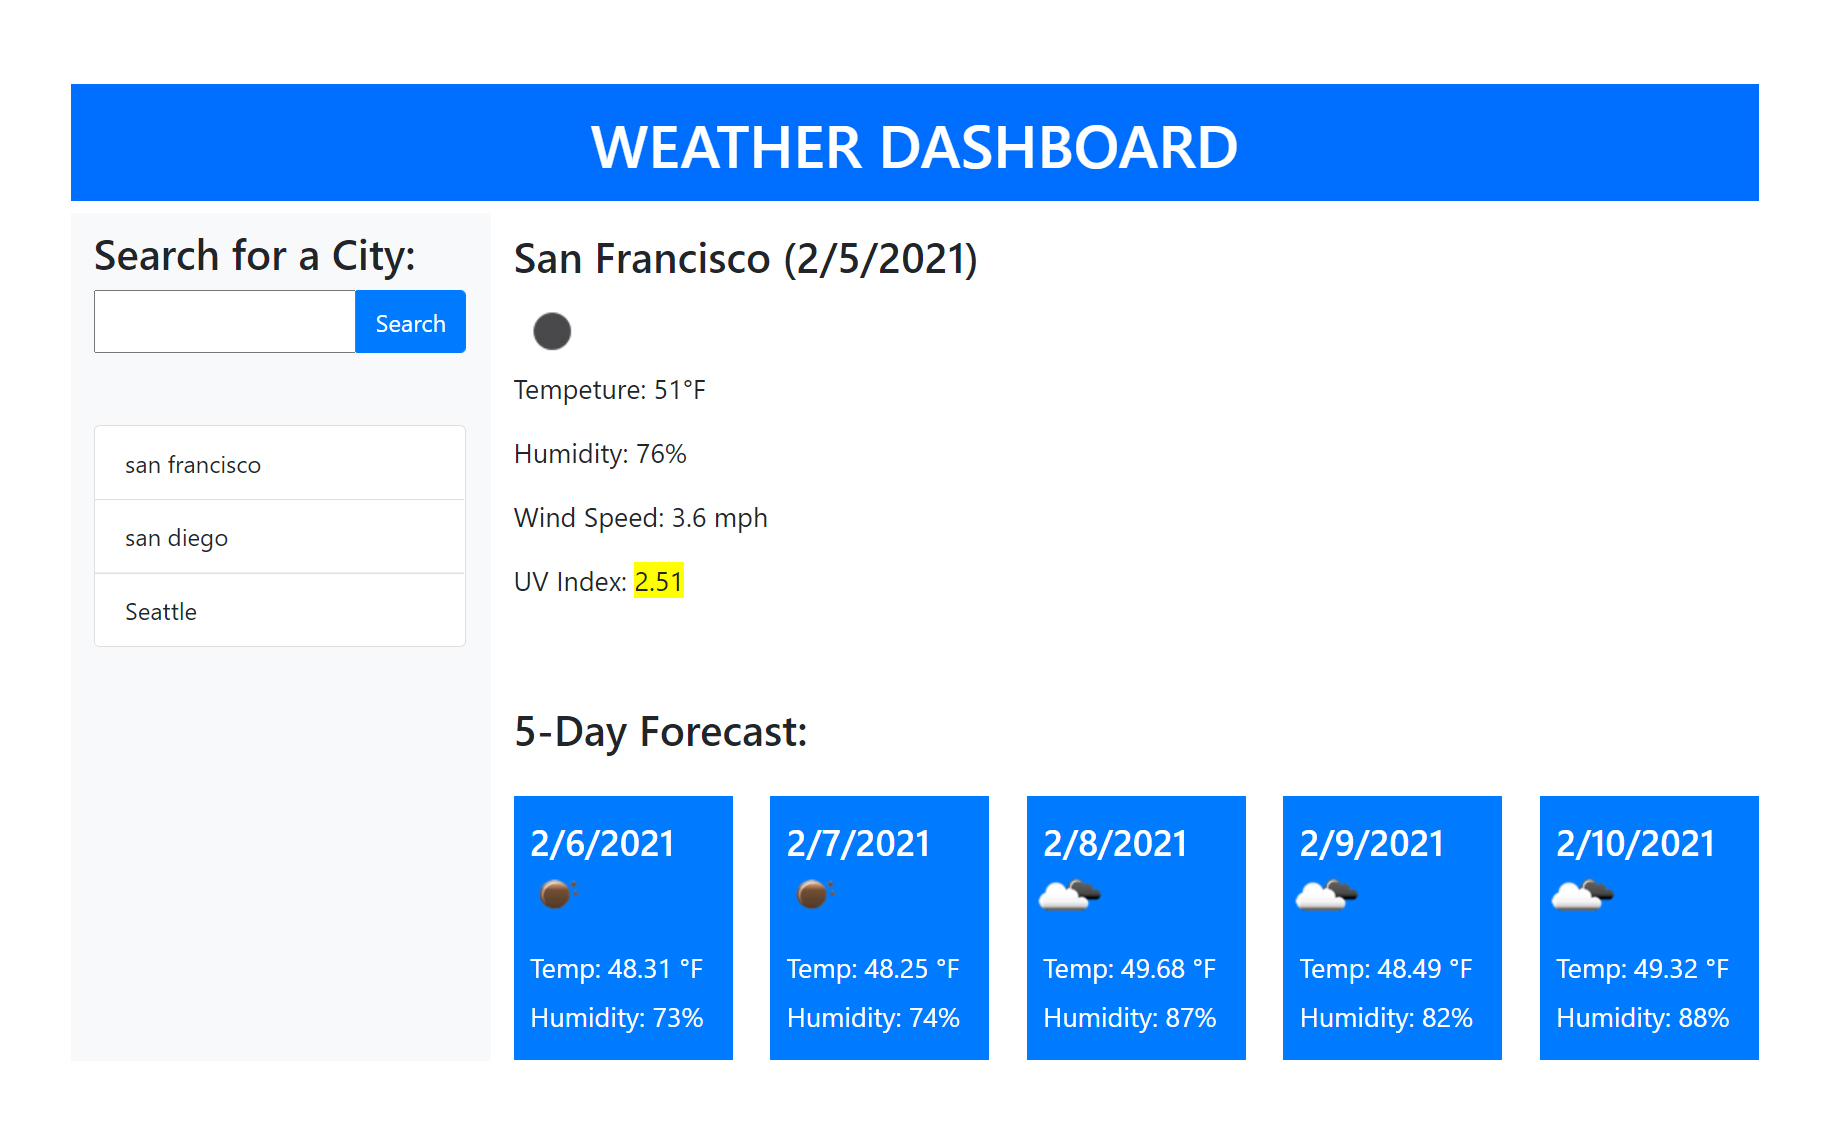 WEATHER DASHBOARD
Search for a City:
Search
san francisco
san diego
Seattle
San Francisco (2/5/2021)
Tempeture: 51°F
Humidity: 76%
Wind Speed: 3.6 mph
UV Index: 2.51
5-Day Forecast:
2/6/2021
Temp: 48.31 °F
Humidity: 73%
2/7/2021
Temp: 48.25 °F
Humidity: 74%
2/8/2021
Temp: 49.68 °F
Humidity: 87%
2/9/2021
Temp: 48.49 °F
Humidity: 82%
2/10/2021
Temp: 49.32 °F
Humidity: 88%